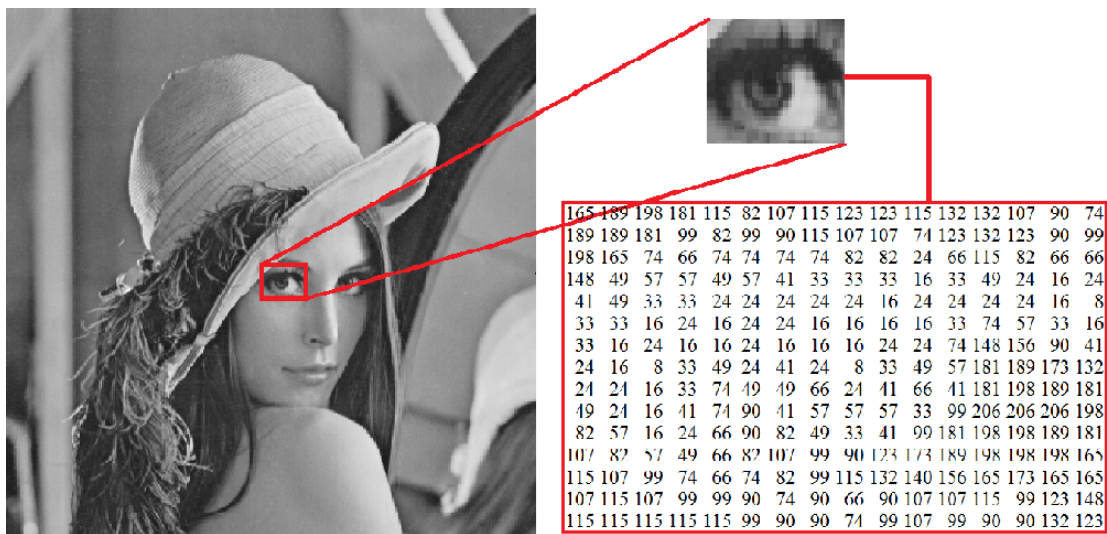 165 189 198 181 115 82 107 115 123 123 115 132 132 107 90 74
189 189 181 99 82 99 90 115 107 107 74 123 132 123 90 99
198 165 74 66 74 74 74 74 82 82 24 66 115 82 66 66
148 49 57 57 49 57 41 33 33 33 16 33 49 24 16 24
41 49 33 33 24 24 24 24 24 16 24 24 24 24 16 8
33 33 16 24 16 24 24 16 16 16 16 33 74 57 33 16
33 16 24 16 16 24 16 16 16 24 24 74 148 156 90 41
24 16 8 33 49 24 41 24 8 33 49 57 181 189 173 132
24 24 16 33 74 49 49 66 24 41 66 41 181 198 189 181
49 24 16 41 74 90 41 57 57 57 33 99 206 206 206 198
82 57 16 24 66 90 82 49 33 41 99 181 198 198 189 181
107 82 57 49 66 82 107 99 90 123 173 189 198 198 198 165
115 107 99 74 66 74 82 99 115 132 140 156 165 173 165 165
107 115 107 99 99 90 74 90 66 90 107 107 115 99 123 148
115 115 115 115 115 99 90 90 74 99 107 99 90 90 132 123